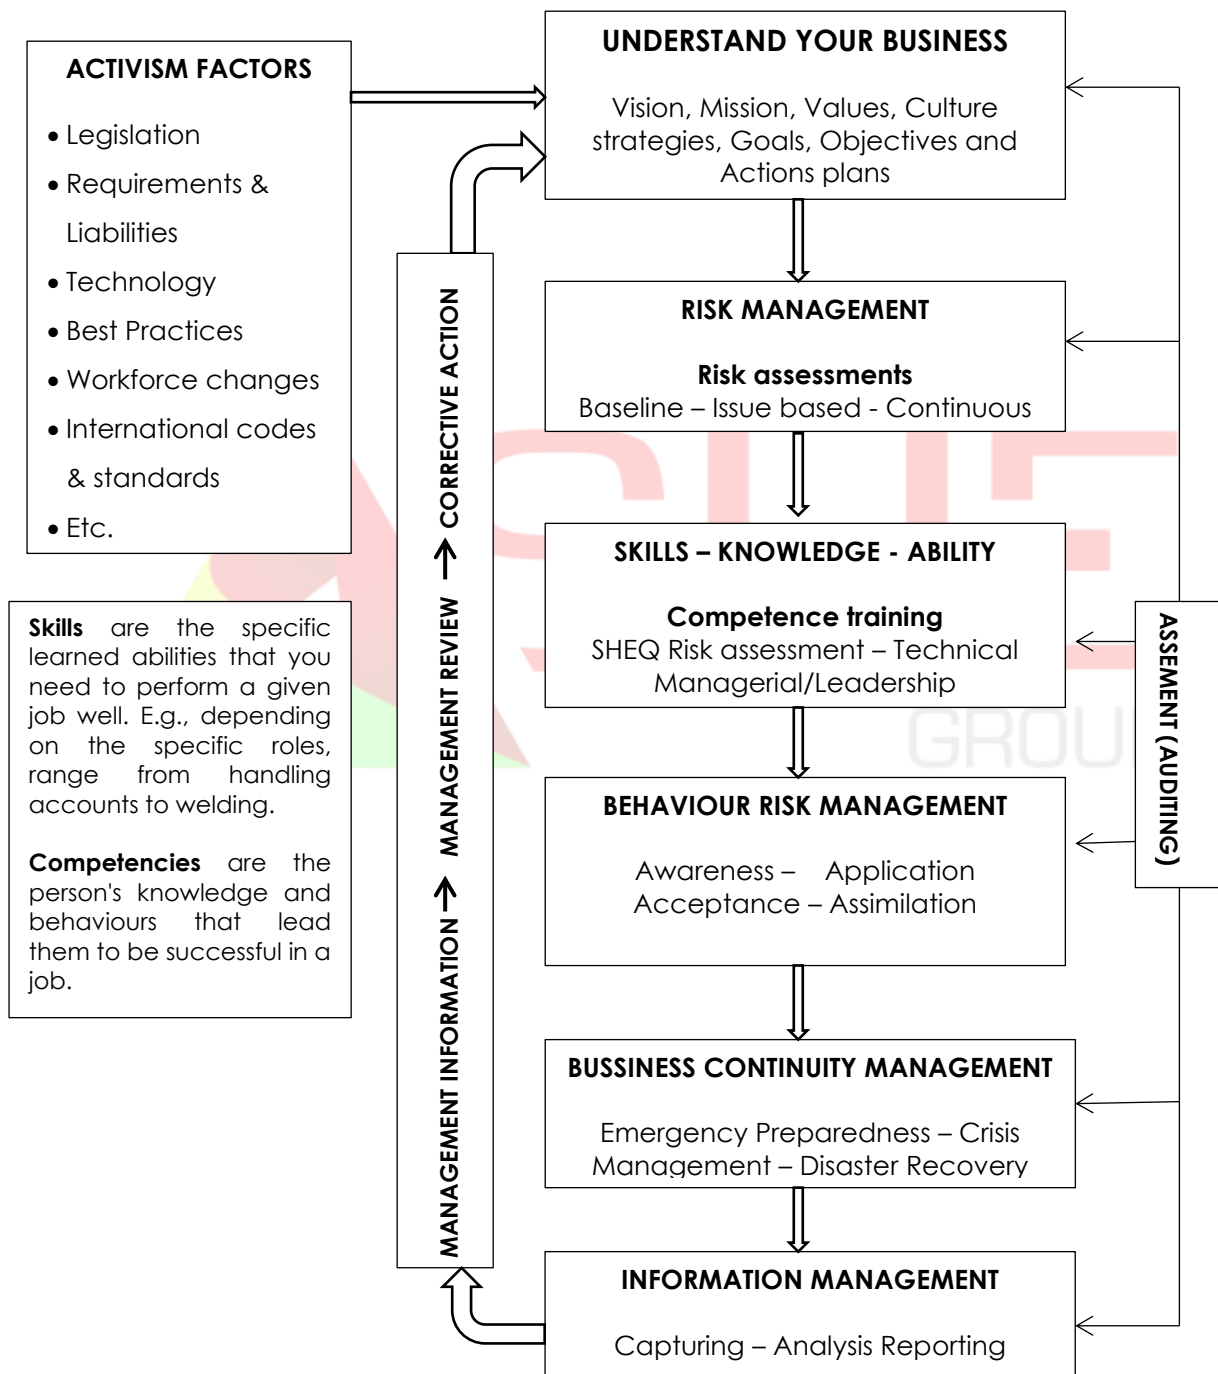 ACTIVISM FACTORS
• Legislation
• Requirements &
Liabilities
• Technology
• Best Practices
• Workforce changes
• International codes
& standards
• Etc.
Skills are the specific
learned abilities that you
need to perform a given
job well. E.g., depending
on the specific roles,
range from handling
accounts to welding.
Competencies are the
person's knowledge and
behaviours that lead
them to be successful in a
job.
MANAGEMENT INFORMATION → MANAGEMENT REVIEW → CORRECTIVE ACTION
UNDERSTAND YOUR BUSINESS
Vision, Mission, Values, Culture
strategies, Goals, Objectives and
Actions plans
RISK MANAGEMENT
Risk assessments
Baseline – Issue based - Continuous
SKILLS – KNOWLEDGE - ABILITY
Competence training
SHEQ Risk assessment – Technical
Managerial/Leadership
BEHAVIOUR RISK MANAGEMENT
Awareness – Application
Acceptance – Assimilation
BUSSINESS CONTINUITY MANAGEMENT
Emergency Preparedness – Crisis
Management – Disaster Recovery
INFORMATION MANAGEMENT
Capturing – Analysis Reporting
ASSEMENT (AUDITING)